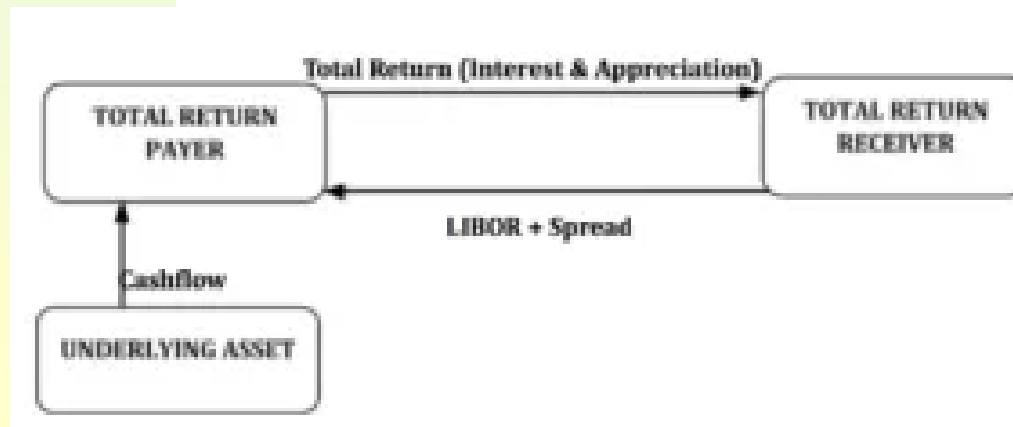 Total Return (Interest & Appreciation)
TOTAL RETURN
PAYER
TOTAL RETURN
RECEIVER
LIBOR + Spread
Cashflow
UNDERLYING ASSET